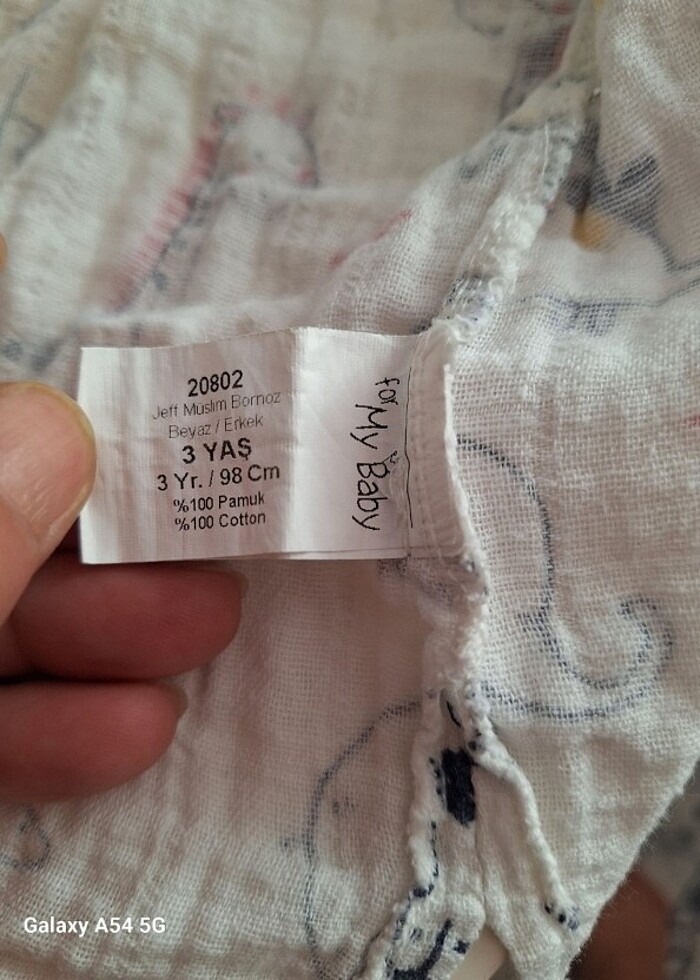 20802
Jeff Müslim Bornoz
Beyaz / Erkek
3 YAŞ
3 Yr. / 98 Cm
%100 Pamuk
%100 Cotton
for My Baby
Galaxy A54 5G